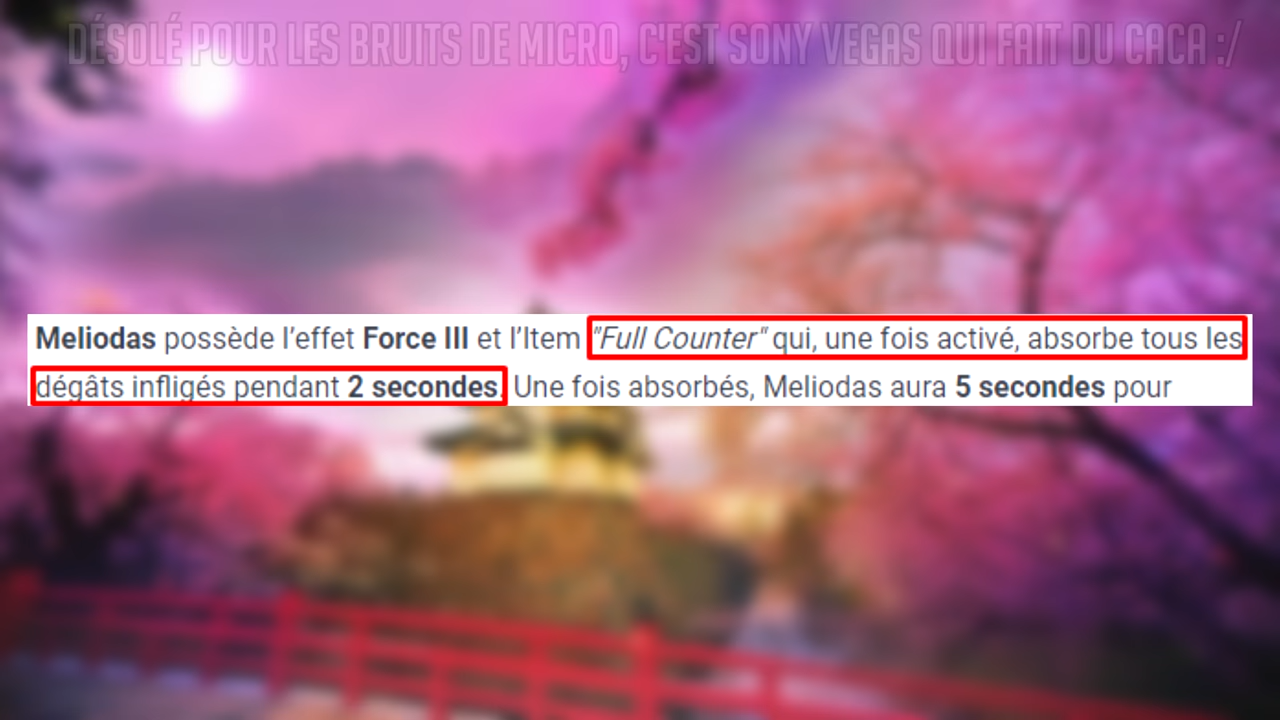 DÉSOLÉ POUR LES BRUITS DE MICRO, C'EST SONY VEGAS QUI FAIT DU CACA :/
Meliodas possède l’effet Force III et l’Item "Full Counter" qui, une fois activé, absorbe tous les
dégâts infligés pendant 2 secondes. Une fois absorbés, Meliodas aura 5 secondes pour